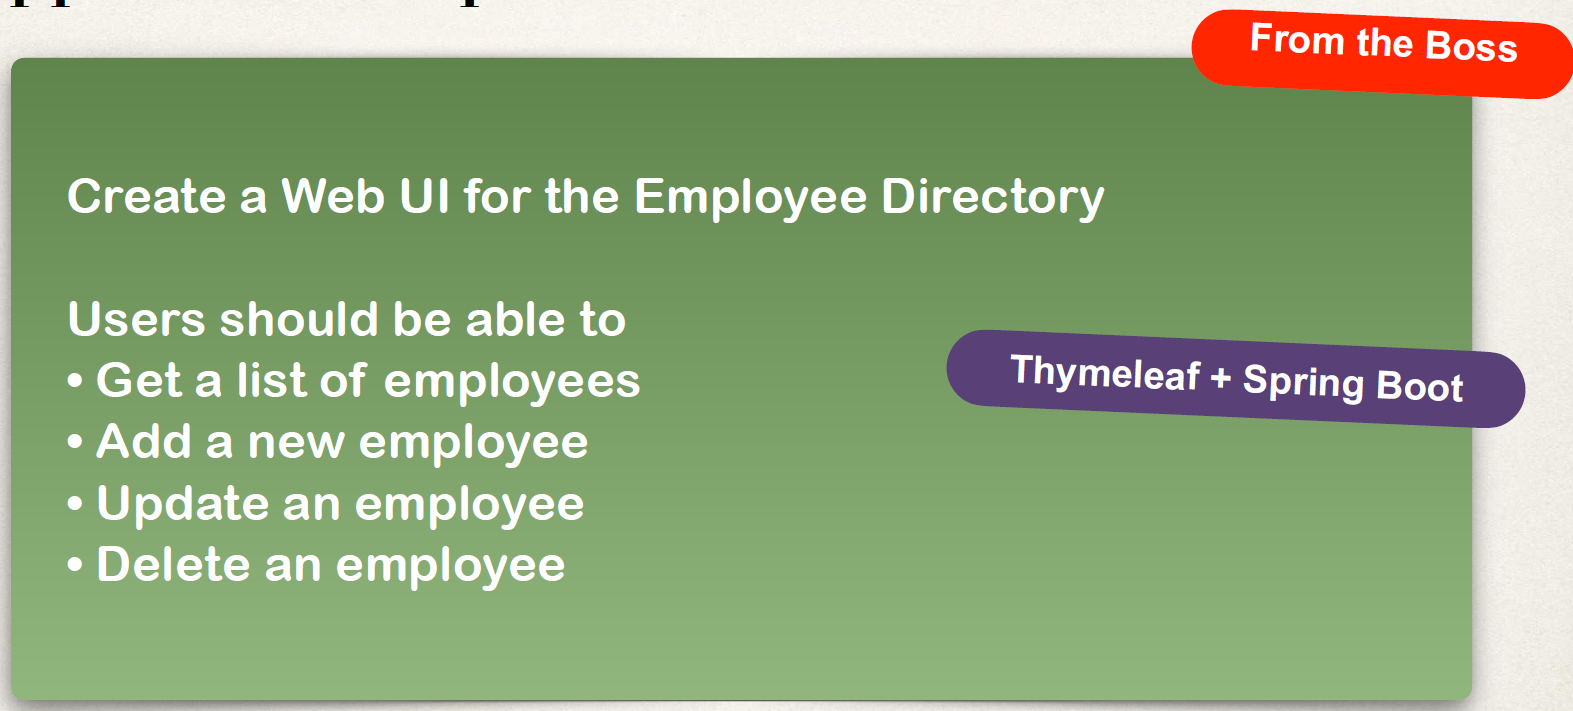 From the Boss
Create a Web UI for the Employee Directory
Users should be able to
• Get a list of employees
• Add a new employee
• Update an employee
• Delete an employee
Thymeleaf + Spring Boot